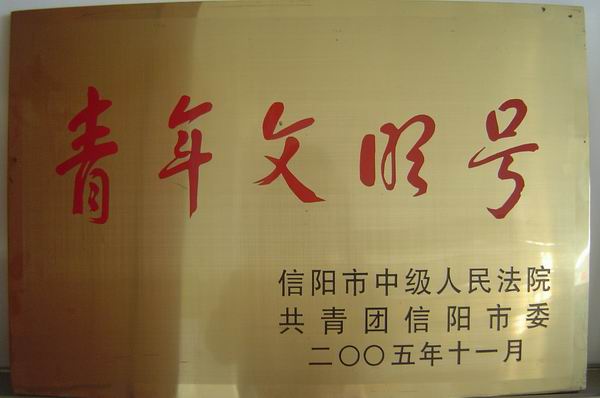 青年文明号
信阳市中级人民法院
共青团信阳市委
二〇〇五年十一月